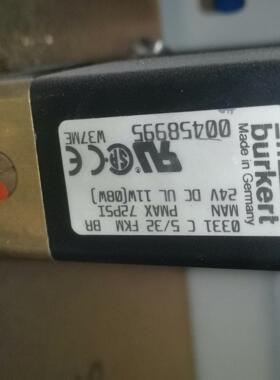 burkert
Made in Germany
0331 C 5/32 FKM BR
MAN PMAX 72PSI
24V DC UL 11W(08W)
00458995
W37ME